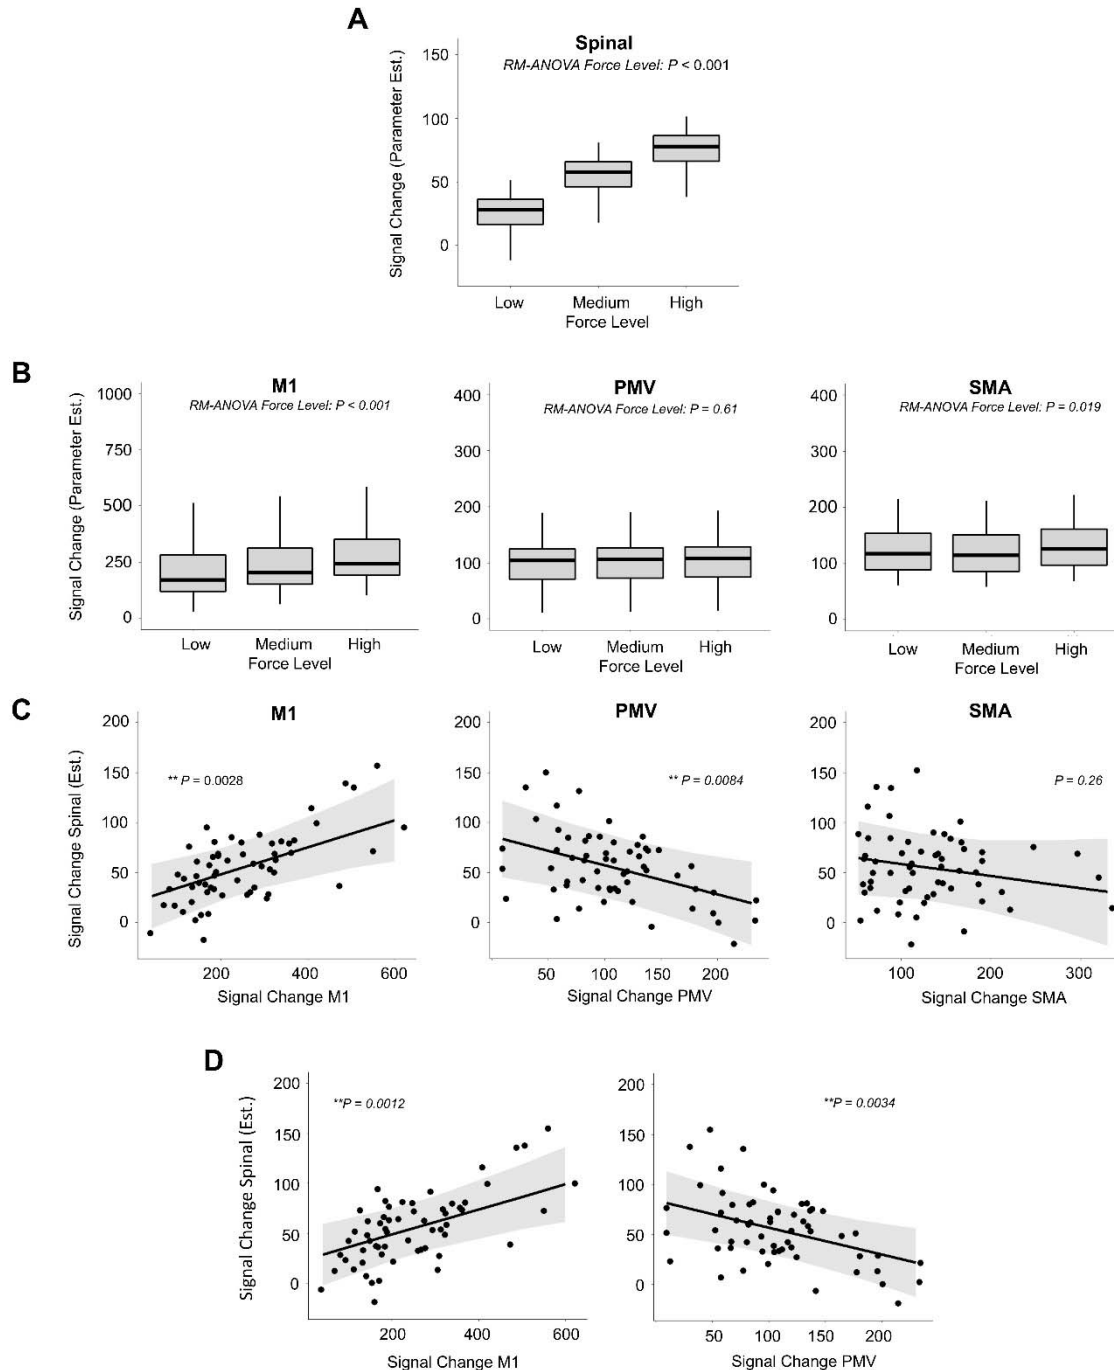 A
Spinal
RM-ANOVA Force Level: P < 0.001
Signal Change (Parameter Est.)
150
100
50
0
Low Medium High
Force Level
B
M1
RM-ANOVA Force Level: P < 0.001
Signal Change (Parameter Est.)
1000
750
500
250
0
Low Medium High
Force Level
PMV
RM-ANOVA Force Level: P = 0.61
400
300
200
100
0
Low Medium High
Force Level
SMA
RM-ANOVA Force Level: P = 0.019
400
300
200
100
0
Low Medium High
Force Level
C
M1
** P = 0.0028
Signal Change Spinal (Est.)
200
150
100
50
0
200 400 600
Signal Change M1
PMV
** P = 0.0084
200
150
100
50
0
50 100 150 200
Signal Change PMV
SMA
P = 0.26
200
150
100
50
0
100 200 300
Signal Change SMA
D
**P = 0.0012
Signal Change Spinal (Est.)
200
150
100
50
0
200 400 600
Signal Change M1
**P = 0.0034
200
150
100
50
0
50 100 150 200
Signal Change PMV